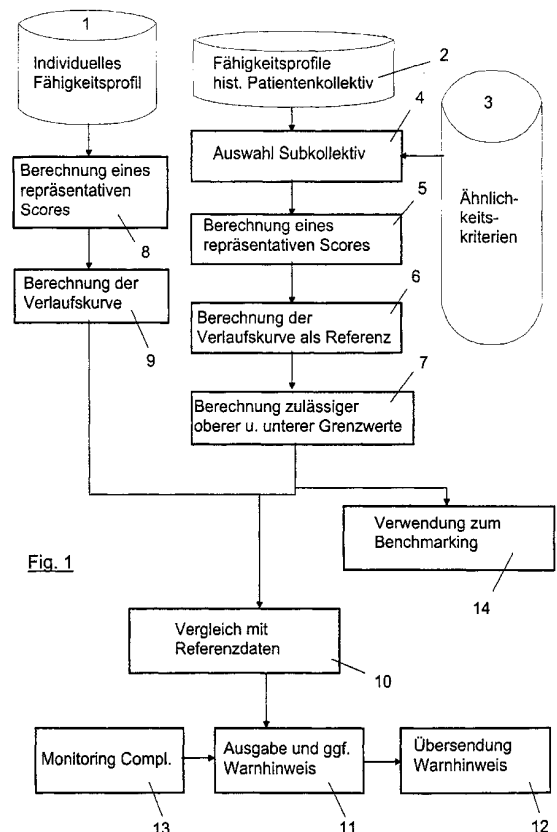 1
Individuelles
Fähigkeitsprofil
Fähigkeitsprofile
hist. Patientenkollektiv
2
3
Ähnlich-
keits-
kriterien
4
Auswahl Subkollektiv
Berechnung eines
repräsentativen
Scores
8
5
Berechnung eines
repräsentativen Scores
Berechnung der
Verlaufskurve
9
6
Berechnung der
Verlaufskurve als Referenz
7
Berechnung zulässiger
oberer u. unterer Grenzwerte
Verwendung zum
Benchmarking
14
Fig. 1
Vergleich mit
Referenzdaten
10
Monitoring Compl.
13
Ausgabe und ggf.
Warnhinweis
11
Übersendung
Warnhinweis
12